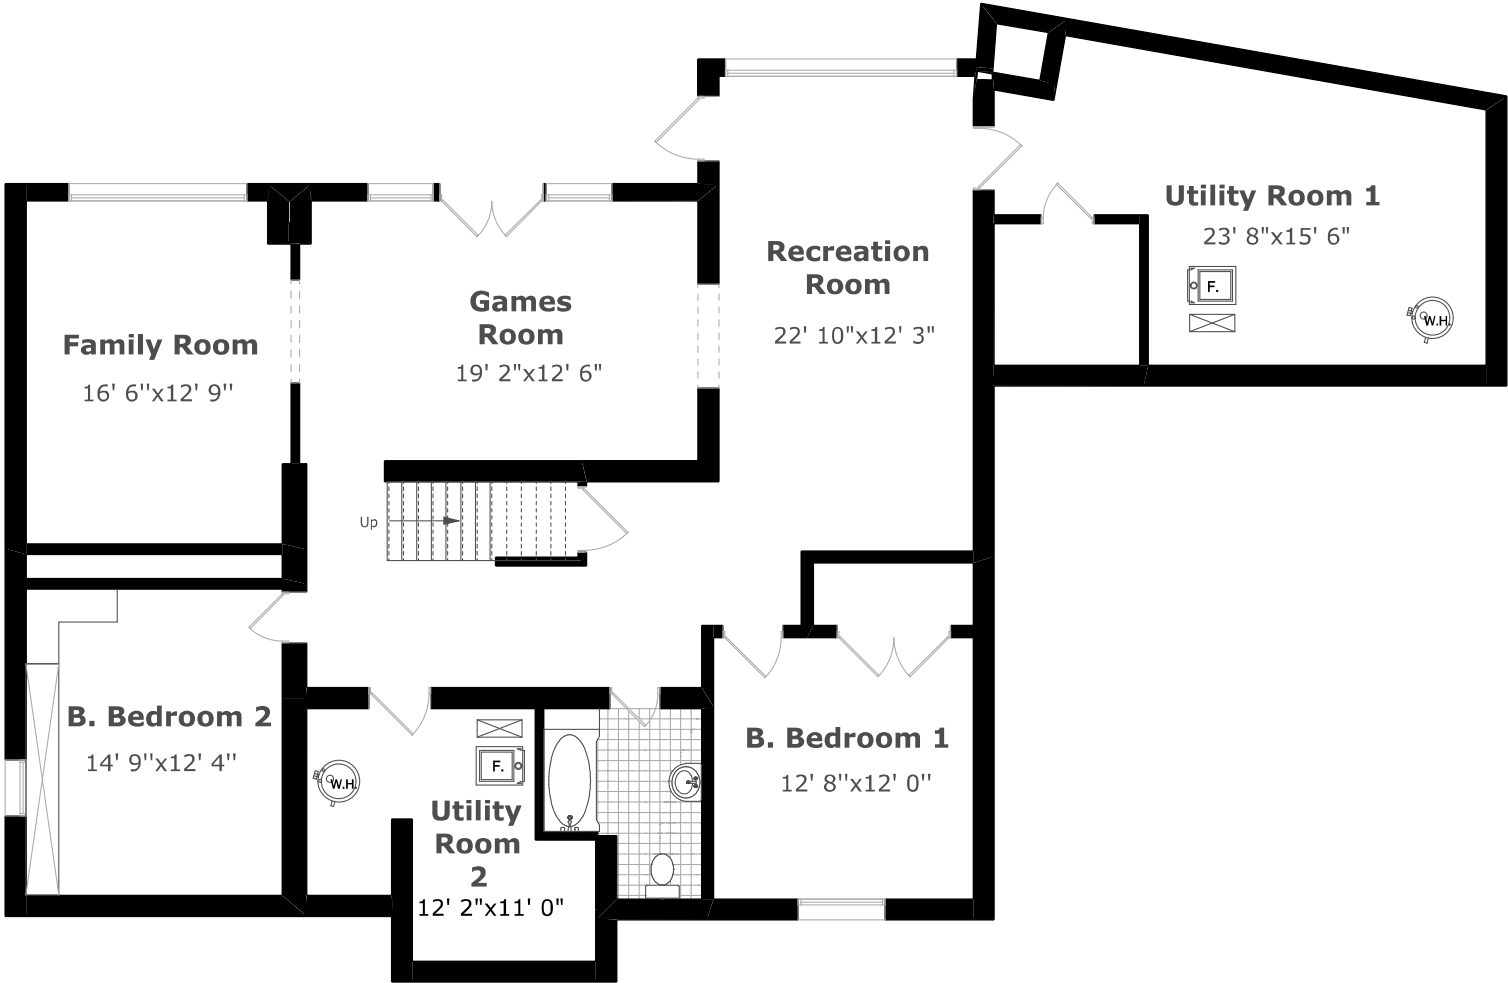 Utility Room 1
23' 8"x15' 6"
F.
W.H.
Recreation
Room
22' 10"x12' 3"
Games
Room
19' 2"x12' 6"
Family Room
16' 6''x12' 9''
Up
B. Bedroom 2
14' 9''x12' 4''
F.
W.H.
Utility
Room
2
12' 2"x11' 0"
B. Bedroom 1
12' 8''x12' 0''